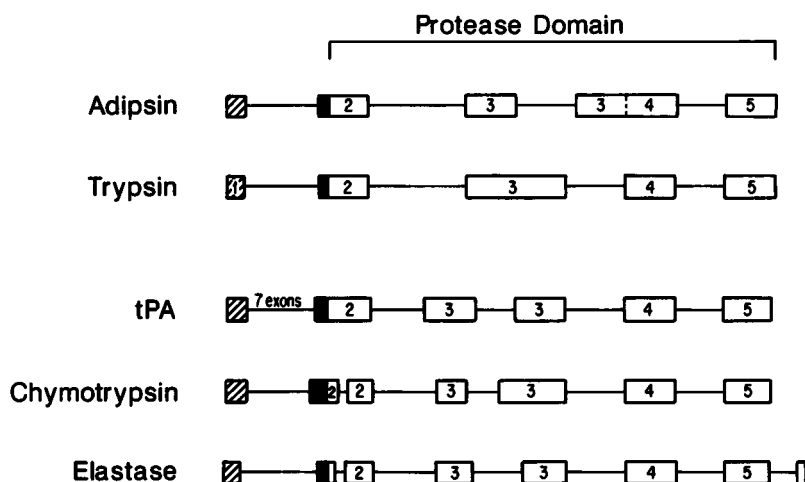 Protease Domain
Adipsin 2 3 3 4 5
Trypsin 1 2 3 4 5
7 exons
tPA 2 3 3 4 5
Chymotrypsin 2 2 3 3 4 5
Elastase 2 3 3 4 5